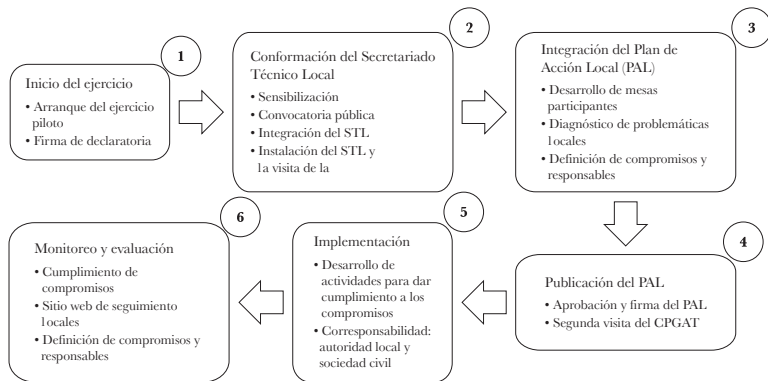 1
Inicio del ejercicio
• Arranque del ejercicio
piloto
• Firma de declaratoria
2
Conformación del Secretariado
Técnico Local
• Sensibilización
• Convocatoria pública
• Integración del STL
• Instalación del STL y
la visita de la
3
Integración del Plan de
Acción Local (PAL)
• Desarrollo de mesas
participantes
• Diagnóstico de problemáticas
locales
• Definición de compromisos y
responsables
4
Publicación del PAL
• Aprobación y firma del PAL
• Segunda visita del CPGAT
5
Implementación
• Desarrollo de
actividades para dar
cumplimiento a los
compromisos
• Corresponsabilidad:
autoridad local y
sociedad civil
6
Monitoreo y evaluación
• Cumplimiento de
compromisos
• Sitio web de seguimiento
locales
• Definición de compromisos y
responsables